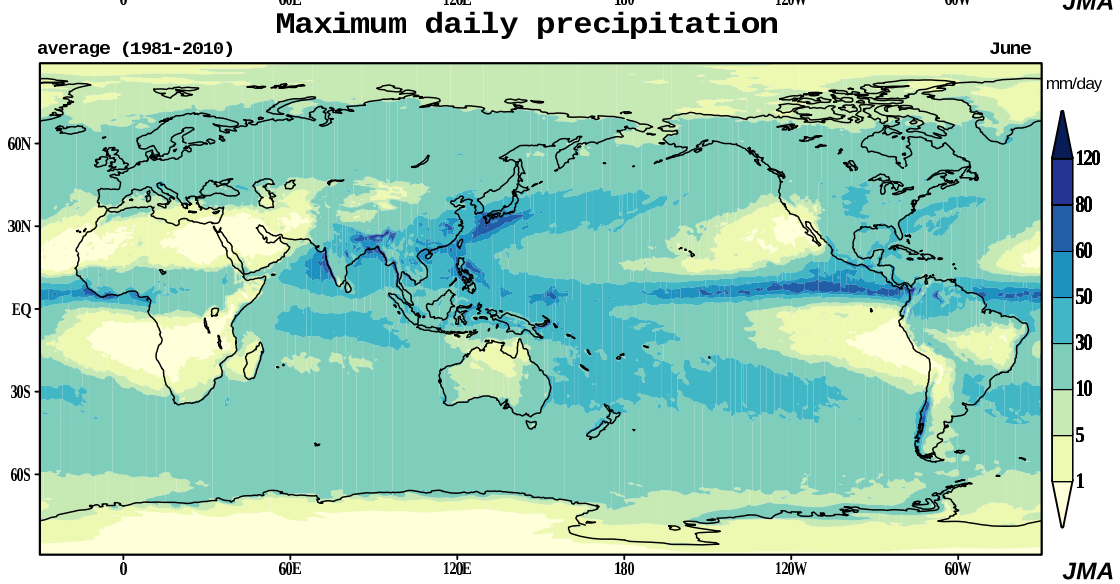 0 60E 120E 180 120W 60W JMA
Maximum daily precipitation
average (1981-2010) June
mm/day
120
60N
80
30N
60
50
EQ
30
30S
10
5
60S
1
0 60E 120E 180 120W 60W
JMA